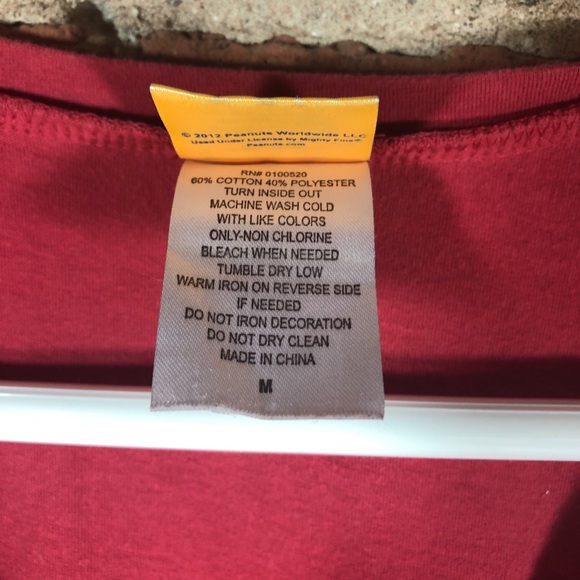 © 2012 Peanuts Worldwide LLC
Used Under License by Mighty Fine®
Peanuts.com
RN# 0100520
60% COTTON 40% POLYESTER
TURN INSIDE OUT
MACHINE WASH COLD
WITH LIKE COLORS
ONLY-NON CHLORINE
BLEACH WHEN NEEDED
TUMBLE DRY LOW
WARM IRON ON REVERSE SIDE
IF NEEDED
DO NOT IRON DECORATION
DO NOT DRY CLEAN
MADE IN CHINA
M